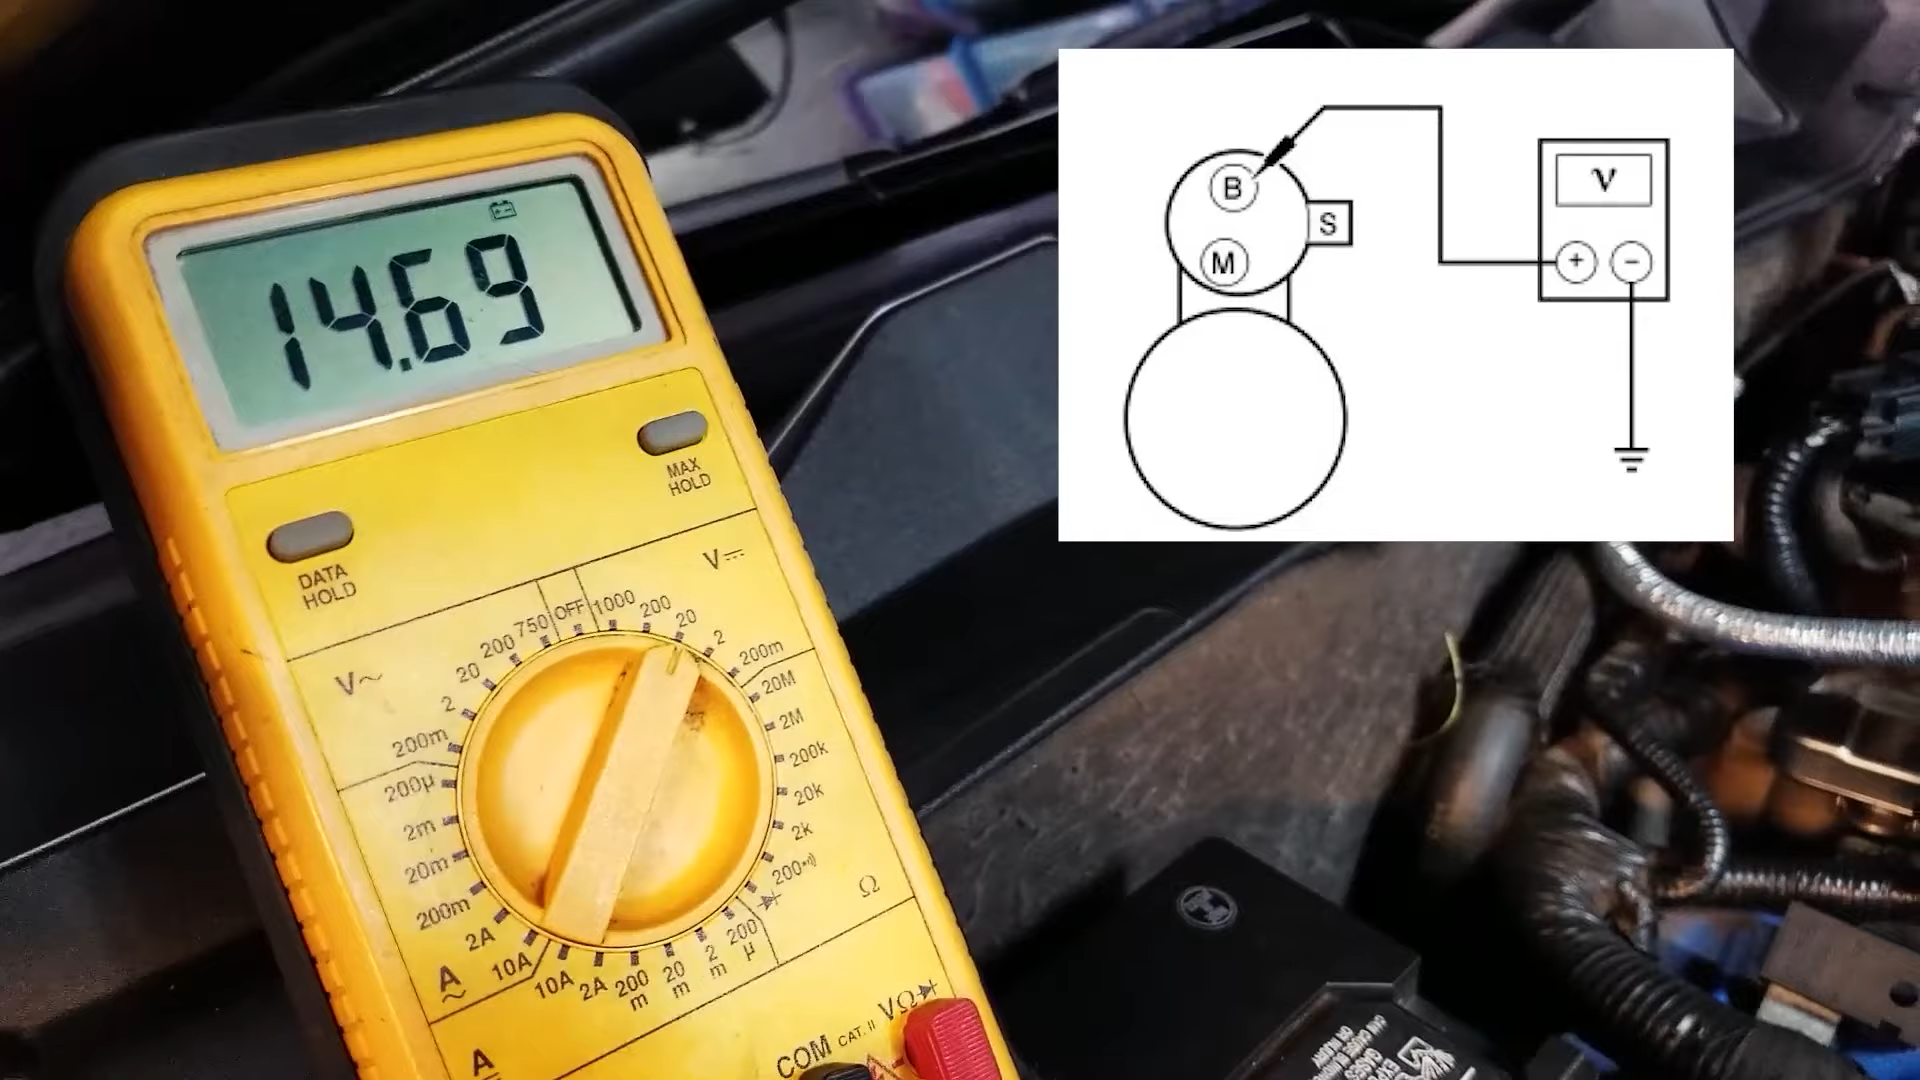 14.69
MAX
HOLD
DATA
HOLD
V
OFF
1000
200
20
2
200m
V~
750
200
20
2
200m
200µ
2m
20m
200m
2A
10A
A
20M
2M
200k
20k
2k
200
Ω
10A
2A
200
m
20
m
2
m
200
µ
A
COM
CAT. II
VΩ
B
S
M
V
+
−